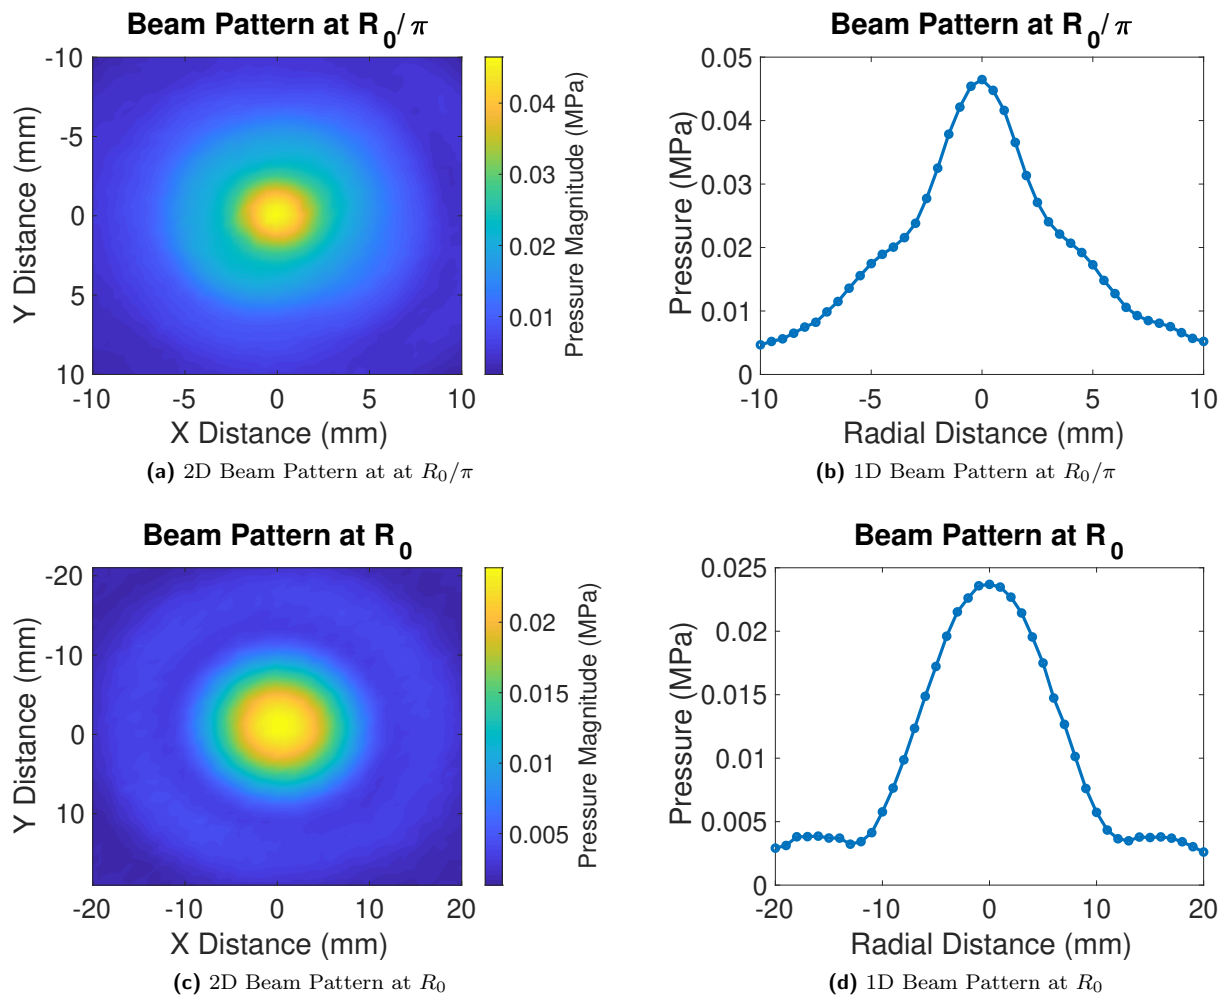 Beam Pattern at R0/π
-10
-5
0
5
10
Y Distance (mm)
-10 -5 0 5 10
X Distance (mm)
0.04
0.03
0.02
0.01
Pressure Magnitude (MPa)
(a) 2D Beam Pattern at at R0/π
Beam Pattern at R0/π
0.05
0.04
0.03
0.02
0.01
0
Pressure (MPa)
-10 -5 0 5 10
Radial Distance (mm)
(b) 1D Beam Pattern at R0/π
Beam Pattern at R0
-20
-10
0
10
Y Distance (mm)
-20 -10 0 10 20
X Distance (mm)
0.02
0.015
0.01
0.005
Pressure Magnitude (MPa)
(c) 2D Beam Pattern at R0
Beam Pattern at R0
0.025
0.02
0.015
0.01
0.005
0
Pressure (MPa)
-20 -10 0 10 20
Radial Distance (mm)
(d) 1D Beam Pattern at R0